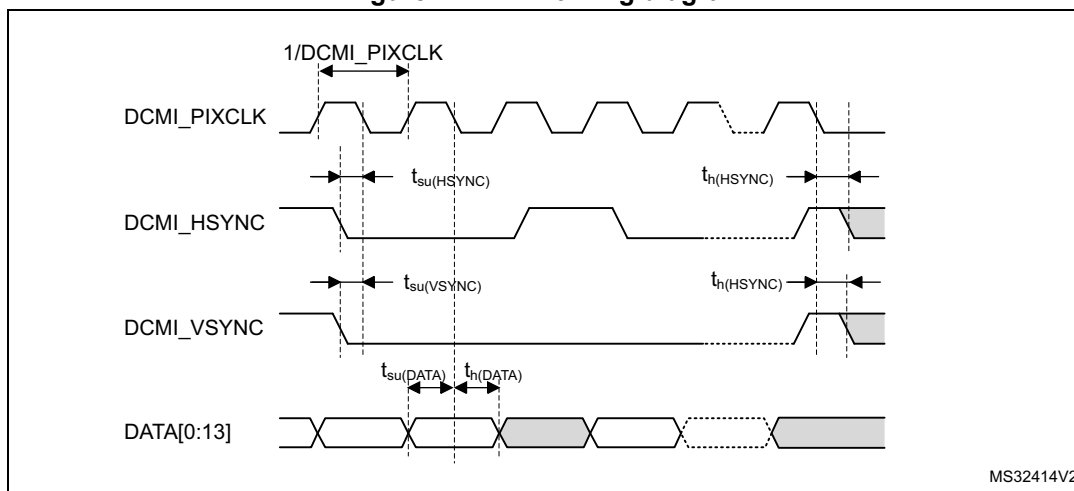 1/DCMI_PIXCLK
DCMI_PIXCLK
tsu(HSYNC)
th(HSYNC)
DCMI_HSYNC
tsu(VSYNC)
th(HSYNC)
DCMI_VSYNC
tsu(DATA) th(DATA)
DATA[0:13]
MS32414V2